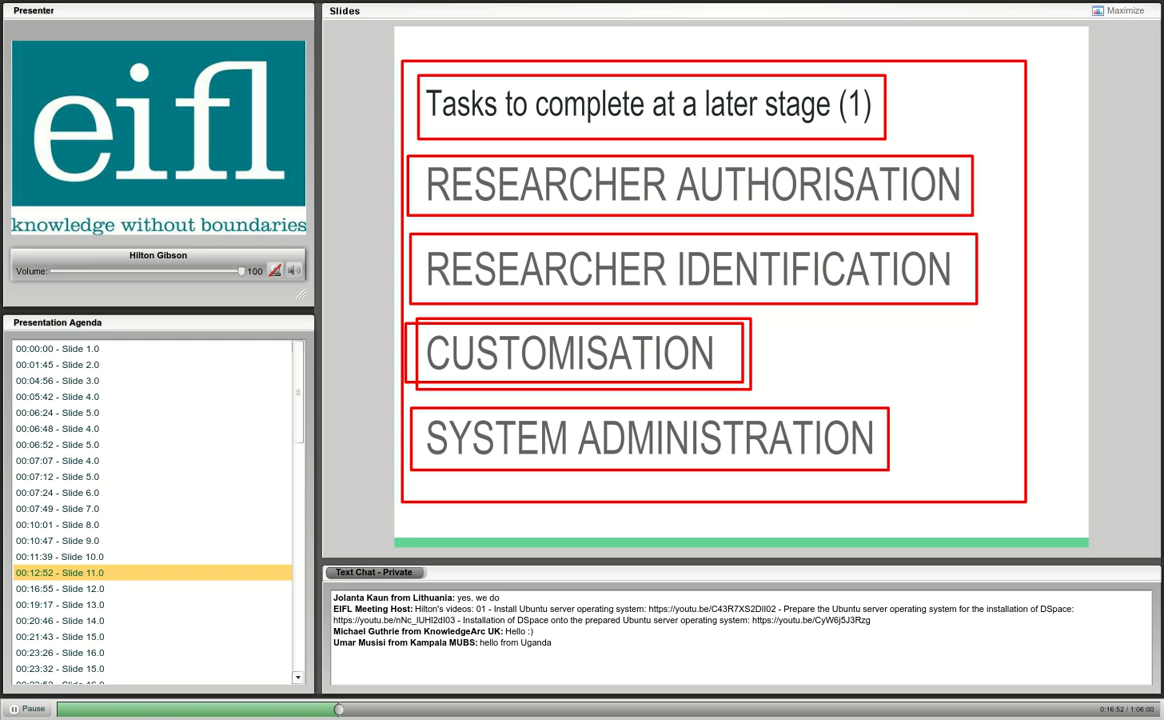 Presenter
eifl
knowledge without boundaries
Hilton Gibson
Volume: 100
Presentation Agenda
00:00:00 - Slide 1.0
00:01:45 - Slide 2.0
00:04:56 - Slide 3.0
00:05:42 - Slide 4.0
00:06:24 - Slide 5.0
00:06:48 - Slide 4.0
00:06:52 - Slide 5.0
00:07:07 - Slide 4.0
00:07:12 - Slide 5.0
00:07:24 - Slide 6.0
00:07:49 - Slide 7.0
00:10:01 - Slide 8.0
00:10:47 - Slide 9.0
00:11:39 - Slide 10.0
00:12:52 - Slide 11.0
00:16:55 - Slide 12.0
00:19:17 - Slide 13.0
00:20:46 - Slide 14.0
00:21:43 - Slide 15.0
00:23:26 - Slide 16.0
00:23:32 - Slide 15.0
Slides
Maximize
Tasks to complete at a later stage (1)
RESEARCHER AUTHORISATION
RESEARCHER IDENTIFICATION
CUSTOMISATION
SYSTEM ADMINISTRATION
Text Chat - Private
Jolanta Kaun from Lithuania: yes. we do
EIFL Meeting Host: Hilton's videos: 01 - Install Ubuntu server operating system: https://youtu.be/C43R7XS2DlI02 - Prepare the Ubuntu server operating system for the installation of DSpace:
https://youtu.be/nNc_lUHl2dI03 - Installation of DSpace onto the prepared Ubuntu server operating system: https://youtu.be/CyW6j5J3Rzg
Michael Guthrie from KnowledgeArc UK: Hello :)
Umar Musisi from Kampala MUBS: hello from Uganda
Pause
0:16:52 / 1:06:00